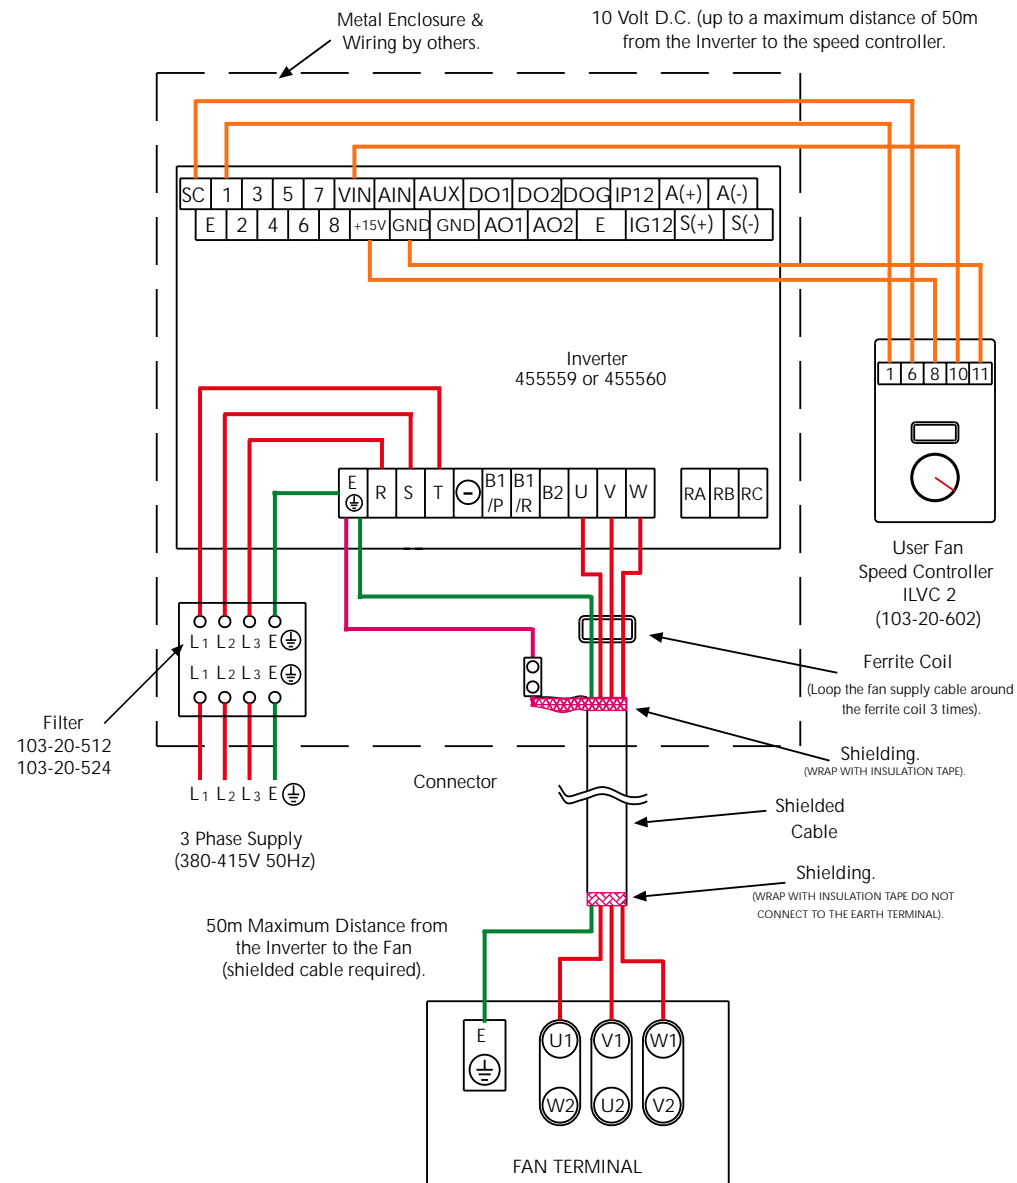 Metal Enclosure &
Wiring by others.
10 Volt D.C. (up to a maximum distance of 50m
from the Inverter to the speed controller.
SC 1 3 5 7 VIN AIN AUX DO1 DO2 DOG IP12 A(+) A(-)
E 2 4 6 8 +15V GND GND AO1 AO2 E IG12 S(+) S(-)
Inverter
455559 or 455560
1 6 8 10 11
E R S T B1/P B1/R B2 U V W RA RB RC
User Fan
Speed Controller
ILVC 2
(103-20-602)
L1 L2 L3 E
L1 L2 L3 E
Filter
103-20-512
103-20-524
L1 L2 L3 E
3 Phase Supply
(380-415V 50Hz)
Ferrite Coil
(Loop the fan supply cable around
the ferrite coil 3 times).
Shielding.
(WRAP WITH INSULATION TAPE).
Connector
Shielded
Cable
Shielding.
(WRAP WITH INSULATION TAPE DO NOT
CONNECT TO THE EARTH TERMINAL).
50m Maximum Distance from
the Inverter to the Fan
(shielded cable required).
E U1 V1 W1
W2 U2 V2
FAN TERMINAL